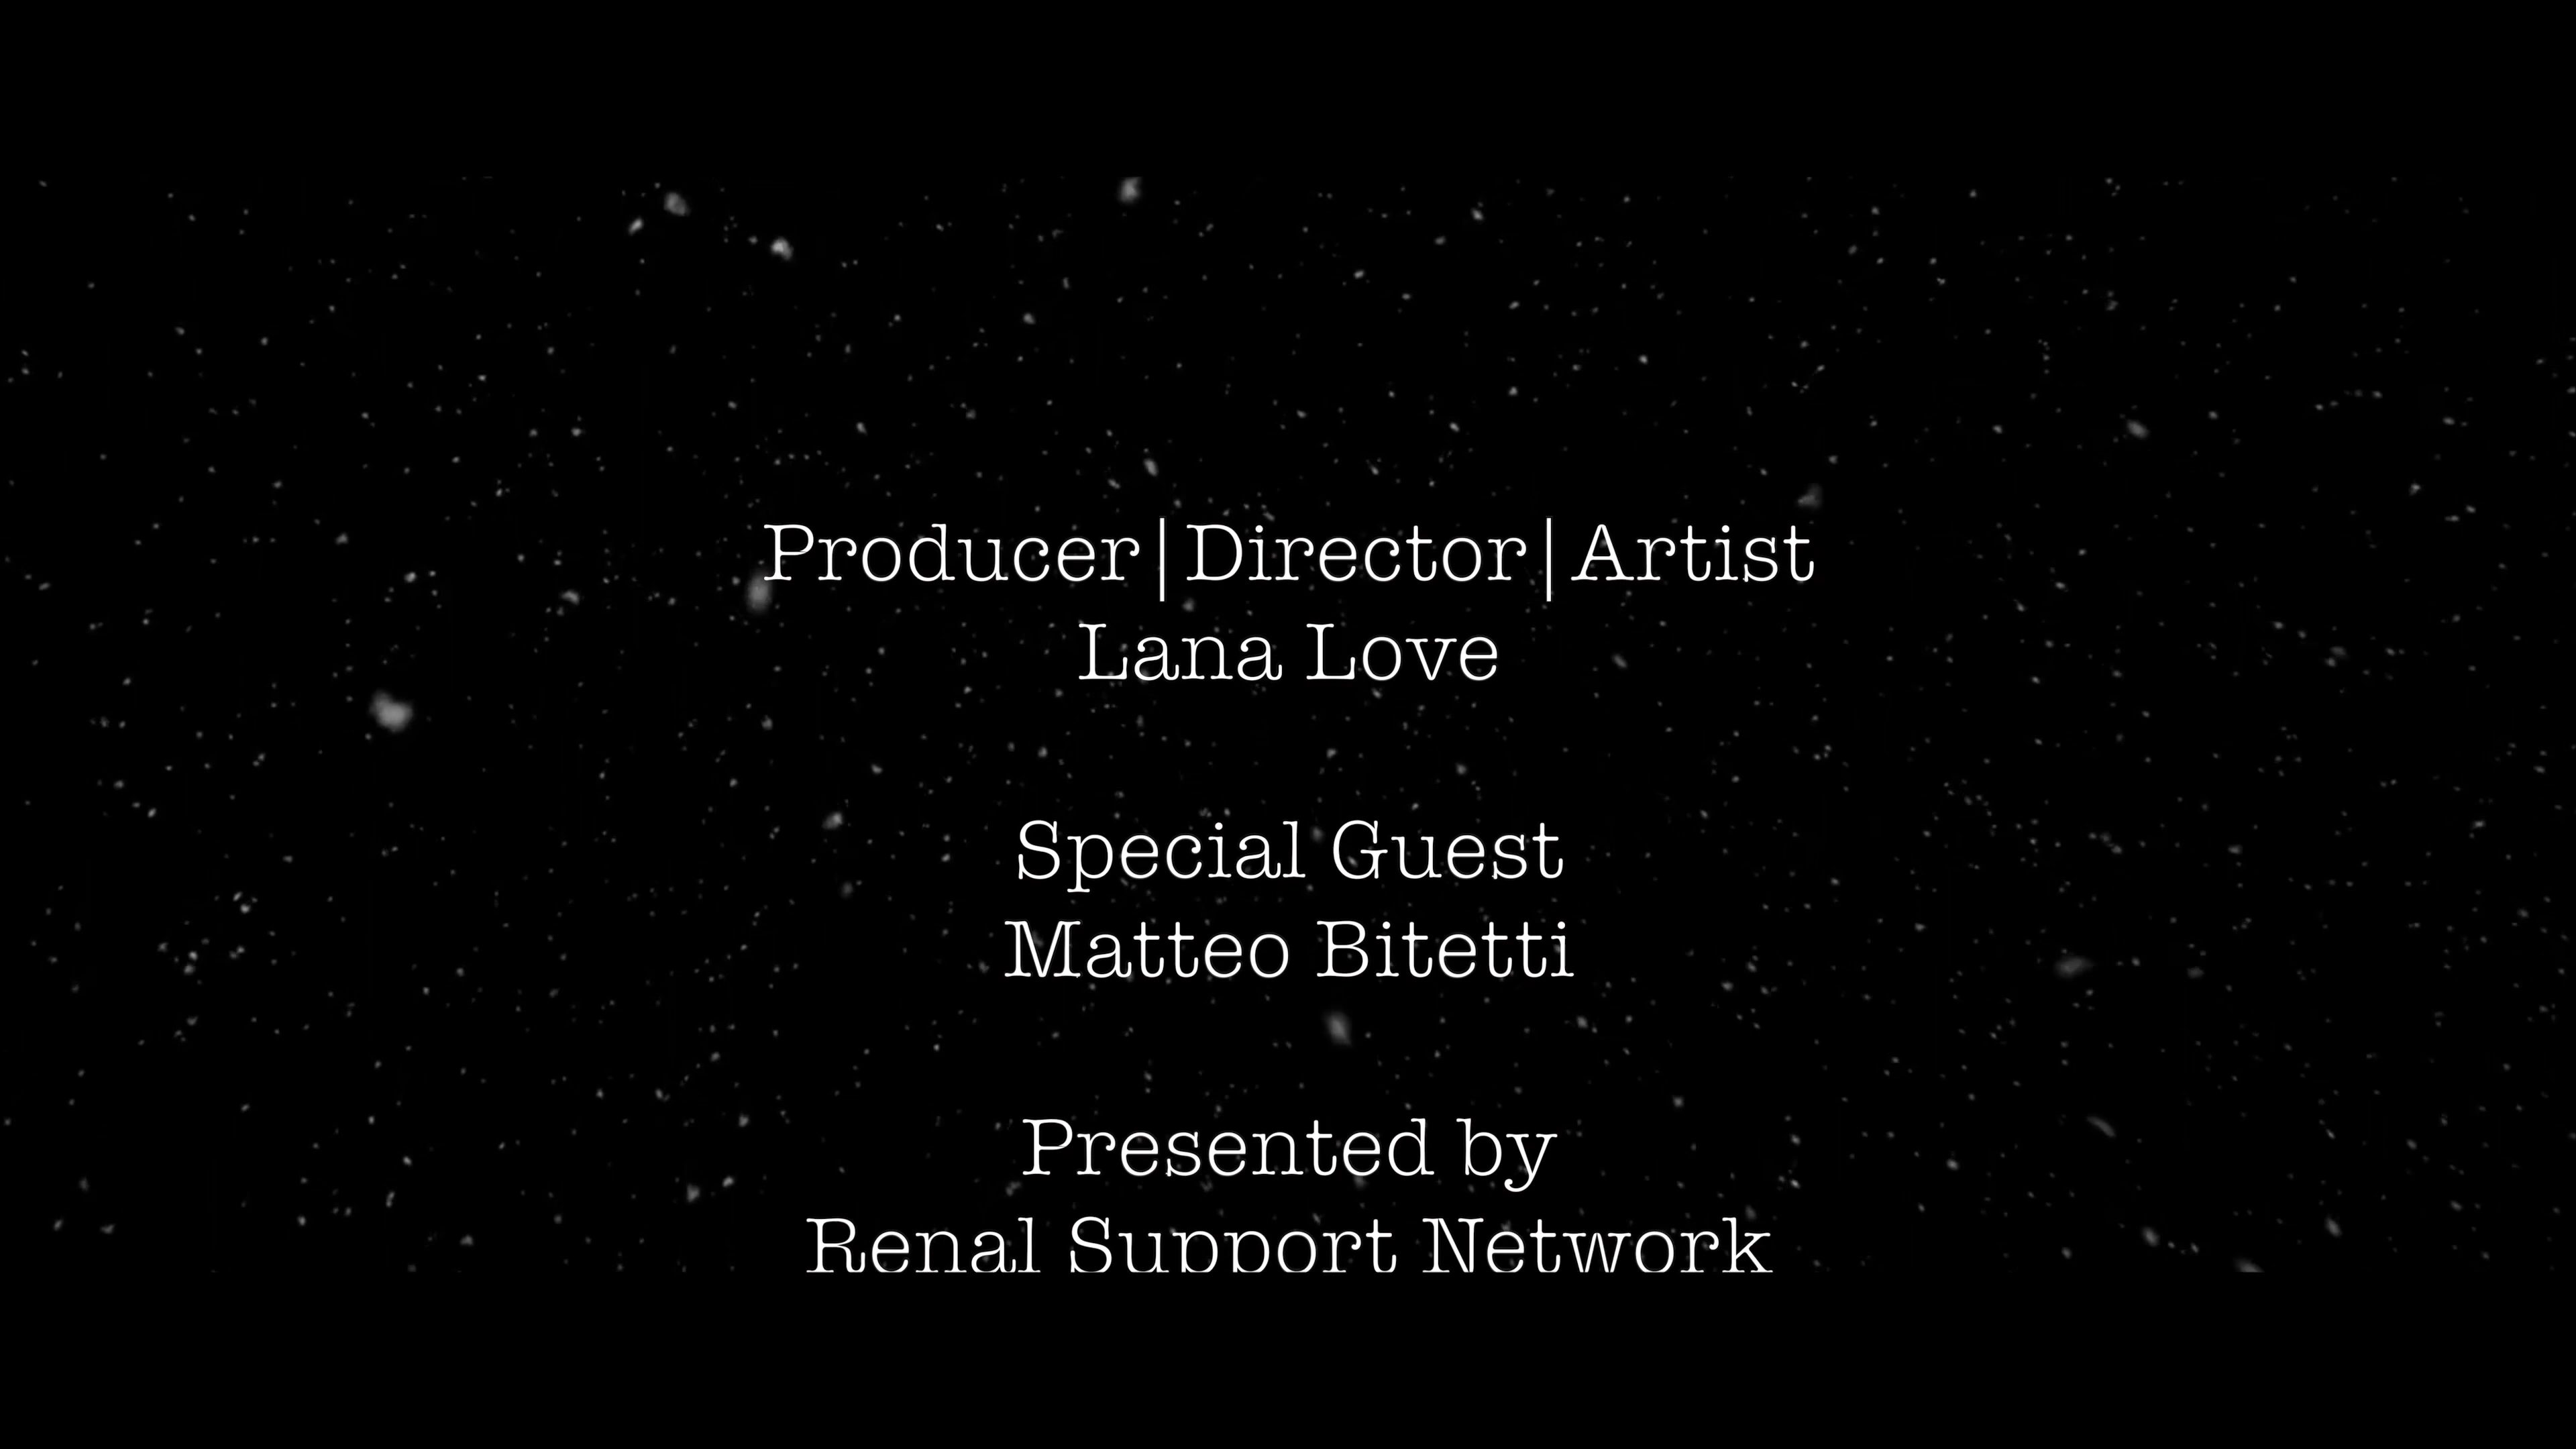 Producer|Director|Artist
Lana Love
Special Guest
Matteo Bitetti
Presented by
Renal Support Network